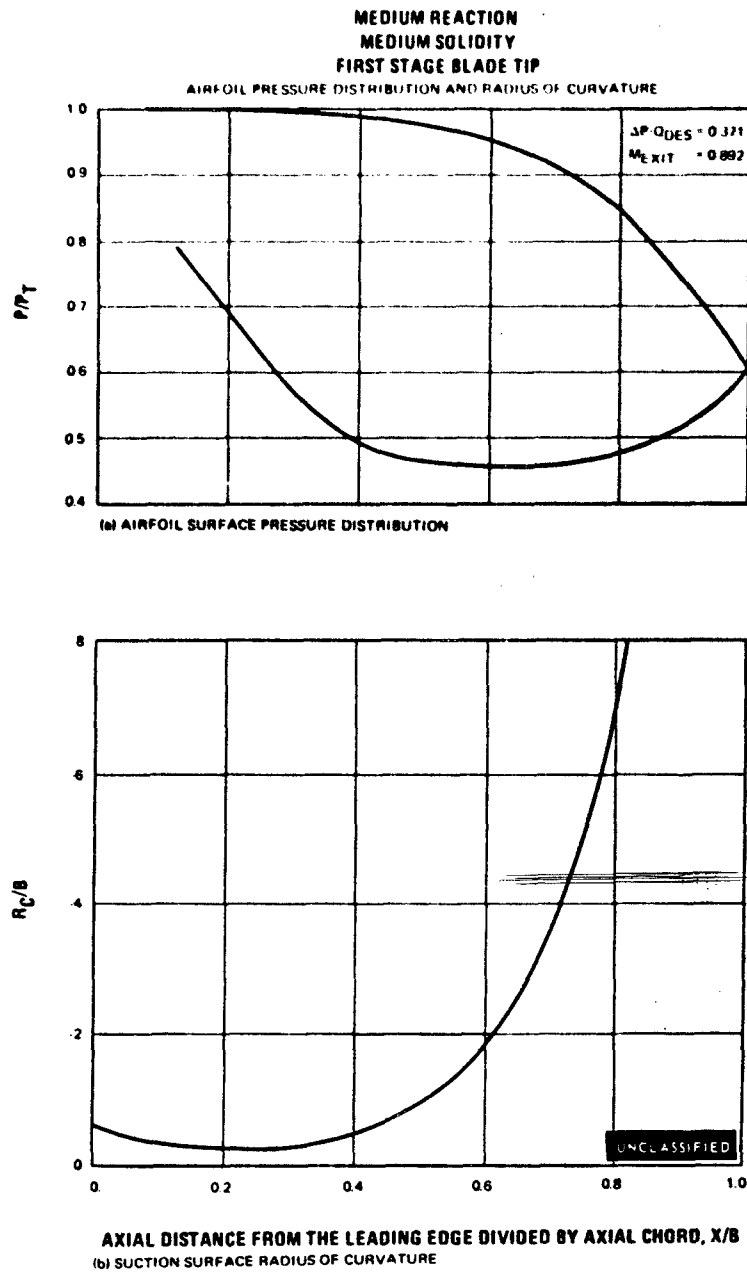 MEDIUM REACTION
MEDIUM SOLIDITY
FIRST STAGE BLADE TIP
AIRFOIL PRESSURE DISTRIBUTION AND RADIUS OF CURVATURE
ΔP/Q_DES = 0.371
M_EXIT = 0.892
1.0
0.9
0.8
0.7
0.6
0.5
0.4
P/P_T
(a) AIRFOIL SURFACE PRESSURE DISTRIBUTION
8
.6
.4
.2
0
R_C/B
UNCLASSIFIED
0. 0.2 0.4 0.6 0.8 1.0
AXIAL DISTANCE FROM THE LEADING EDGE DIVIDED BY AXIAL CHORD, X/B
(b) SUCTION SURFACE RADIUS OF CURVATURE